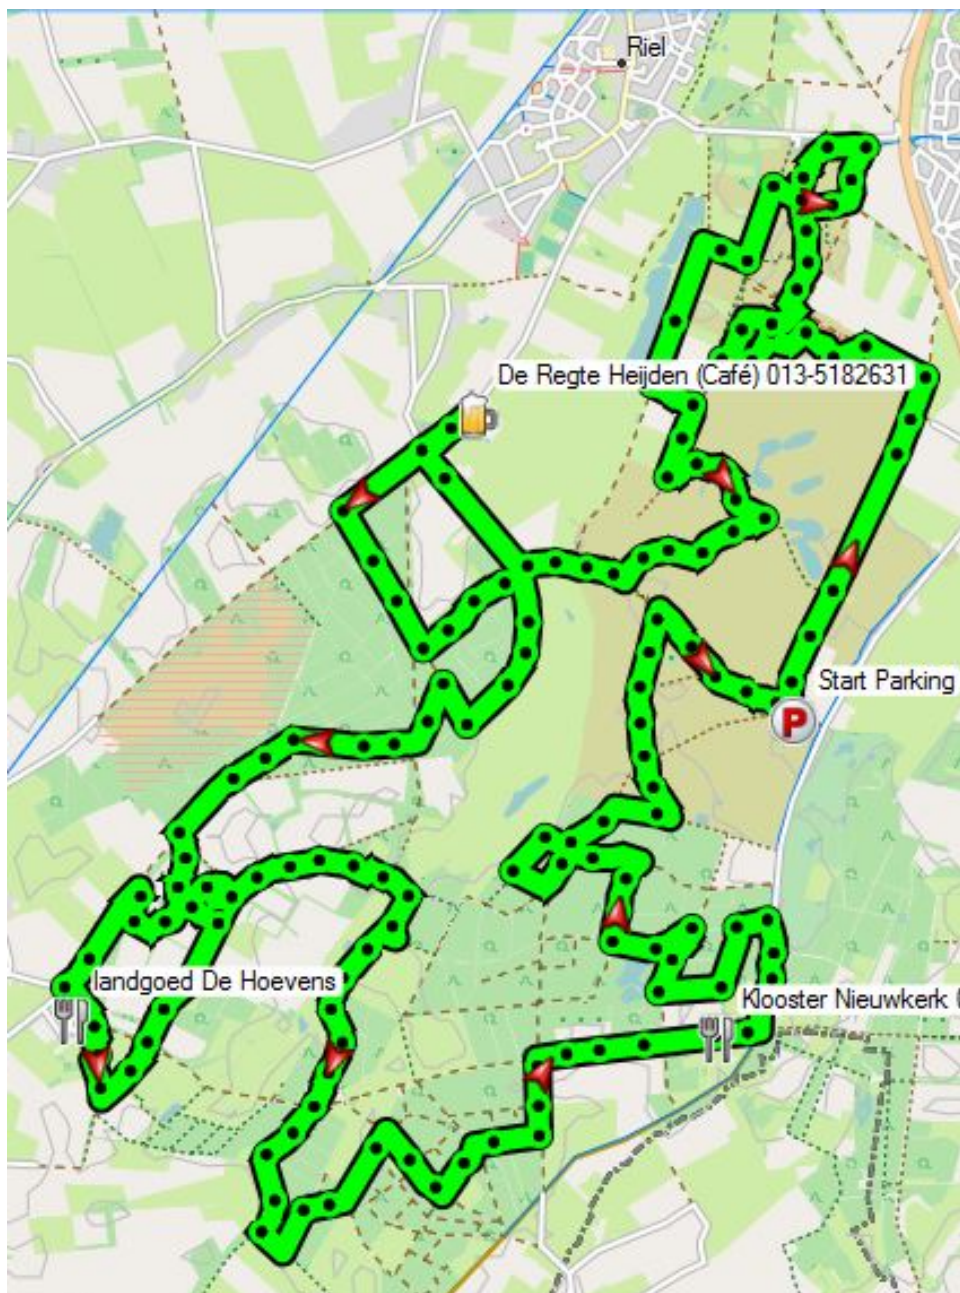 Riel
De Regte Heijden (Café) 013-5182631
Start Parking
P
landgoed De Hoevens
Klooster Nieuwkerk